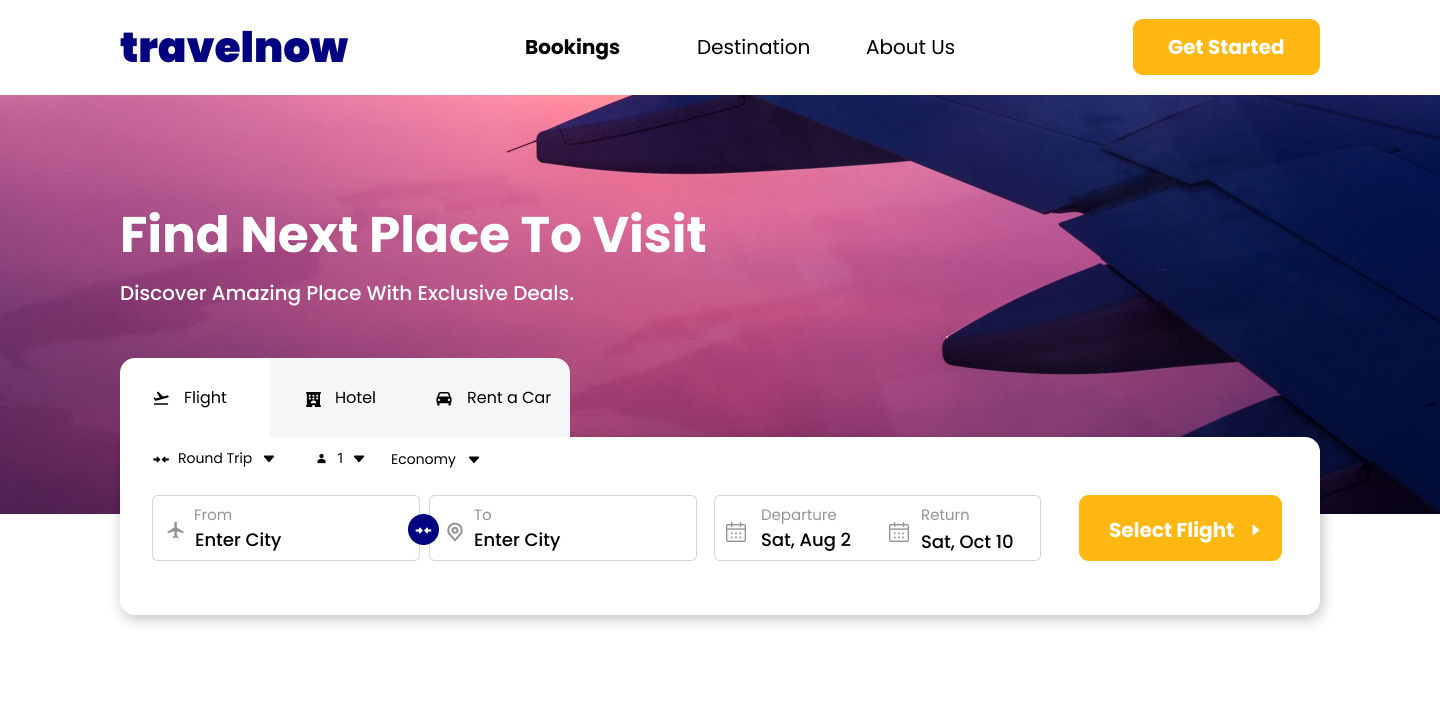 travelnow
Bookings
Destination
About Us
Get Started
Find Next Place To Visit
Discover Amazing Place With Exclusive Deals.
Flight
Hotel
Rent a Car
Round Trip
1
Economy
From
Enter City
To
Enter City
Departure
Sat, Aug 2
Return
Sat, Oct 10
Select Flight